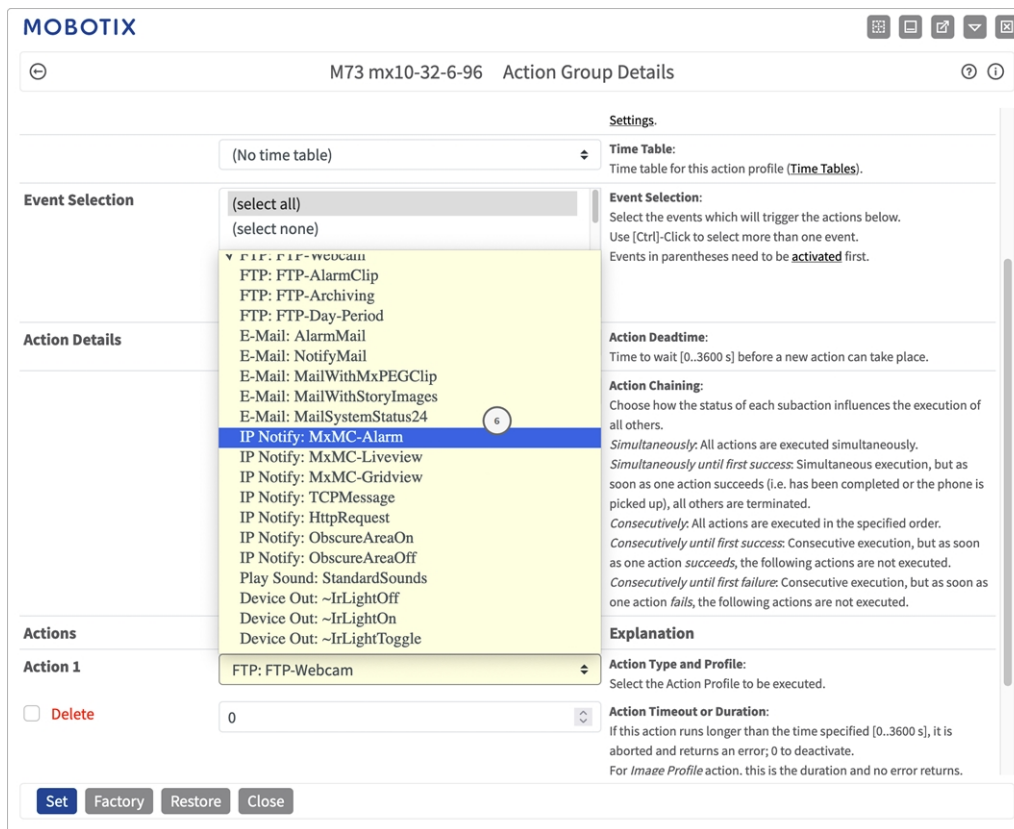 MOBOTIX
M73 mx10-32-6-96 Action Group Details
Settings.
(No time table)
Time Table:
Time table for this action profile (Time Tables).
Event Selection
(select all)
(select none)
Event Selection:
Select the events which will trigger the actions below.
Use [Ctrl]-Click to select more than one event.
Events in parentheses need to be activated first.
FTP: FTP-Webcam
FTP: FTP-AlarmClip
FTP: FTP-Archiving
FTP: FTP-Day-Period
E-Mail: AlarmMail
E-Mail: NotifyMail
E-Mail: MailWithMxPEGClip
E-Mail: MailWithStoryImages
E-Mail: MailSystemStatus24
6
IP Notify: MxMC-Alarm
IP Notify: MxMC-Liveview
IP Notify: MxMC-Gridview
IP Notify: TCPMessage
IP Notify: HttpRequest
IP Notify: ObscureAreaOn
IP Notify: ObscureAreaOff
Play Sound: StandardSounds
Device Out: ~IrLightOff
Device Out: ~IrLightOn
Device Out: ~IrLightToggle
Action Details
Action Deadtime:
Time to wait [0..3600 s] before a new action can take place.
Action Chaining:
Choose how the status of each subaction influences the execution of
all others.
Simultaneously: All actions are executed simultaneously.
Simultaneously until first success: Simultaneous execution, but as
soon as one action succeeds (i.e. has been completed or the phone is
picked up), all others are terminated.
Consecutively: All actions are executed in the specified order.
Consecutively until first success: Consecutive execution, but as soon
as one action succeeds, the following actions are not executed.
Consecutively until first failure: Consecutive execution, but as soon as
one action fails, the following actions are not executed.
Actions
Explanation
Action 1
FTP: FTP-Webcam
Action Type and Profile:
Select the Action Profile to be executed.
Delete
0
Action Timeout or Duration:
If this action runs longer than the time specified [0..3600 s], it is
aborted and returns an error; 0 to deactivate.
For Image Profile action, this is the duration and no error returns.
Set Factory Restore Close